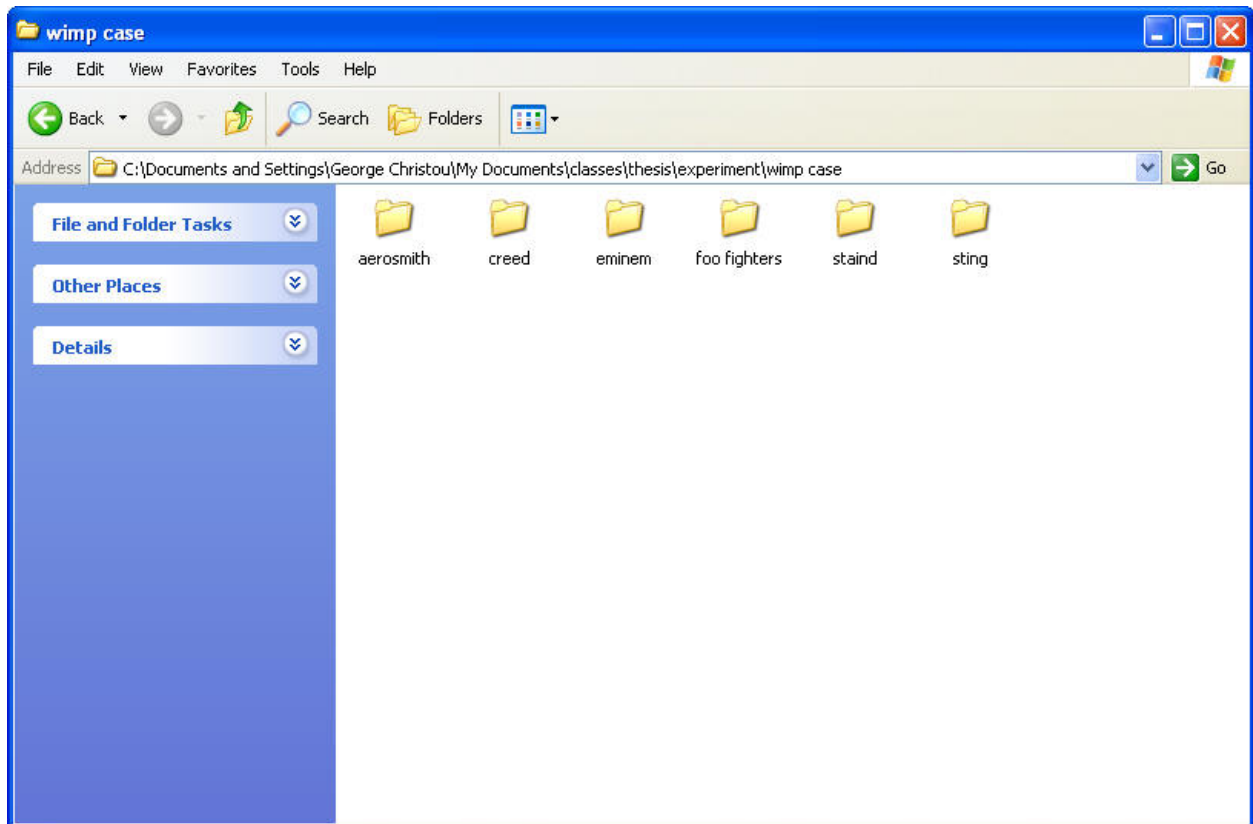 wimp case
File Edit View Favorites Tools Help
Back Search Folders
Address C:\Documents and Settings\George Christou\My Documents\classes\thesis\experiment\wimp case Go
File and Folder Tasks
Other Places
Details
aerosmith creed eminem foo fighters staind sting